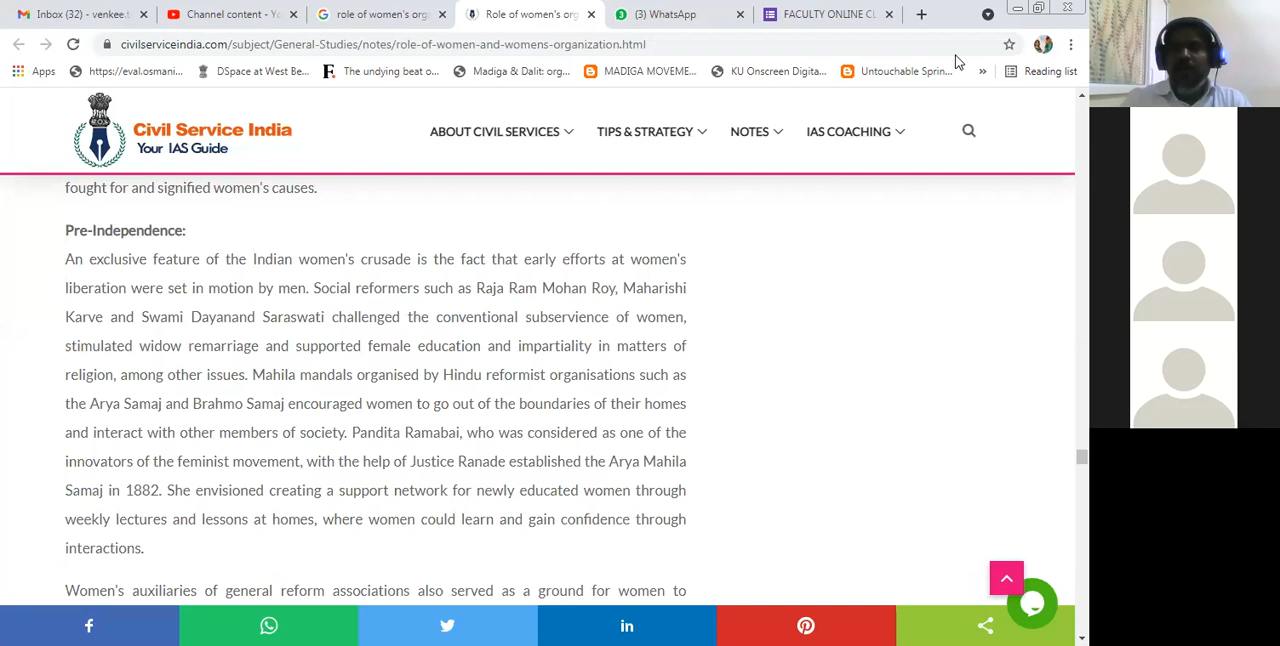 Inbox (32) - venkee.t
Channel content - Yo
role of women's orga
Role of women's org
(3) WhatsApp
FACULTY ONLINE CL
civilserviceindia.com/subject/General-Studies/notes/role-of-women-and-womens-organization.html
Apps
https://eval.osmani...
DSpace at West Be...
The undying beat o...
Madiga & Dalit: org...
MADIGA MOVEME...
KU Onscreen Digita...
Untouchable Sprin...
»
Reading list
Civil Service India
Your IAS Guide
ABOUT CIVIL SERVICES
TIPS & STRATEGY
NOTES
IAS COACHING
fought for and signified women's causes.
Pre-Independence:
An exclusive feature of the Indian women's crusade is the fact that early efforts at women's
liberation were set in motion by men. Social reformers such as Raja Ram Mohan Roy, Maharishi
Karve and Swami Dayanand Saraswati challenged the conventional subservience of women,
stimulated widow remarriage and supported female education and impartiality in matters of
religion, among other issues. Mahila mandals organised by Hindu reformist organisations such as
the Arya Samaj and Brahmo Samaj encouraged women to go out of the boundaries of their homes
and interact with other members of society. Pandita Ramabai, who was considered as one of the
innovators of the feminist movement, with the help of Justice Ranade established the Arya Mahila
Samaj in 1882. She envisioned creating a support network for newly educated women through
weekly lectures and lessons at homes, where women could learn and gain confidence through
interactions.
Women's auxiliaries of general reform associations also served as a ground for women to